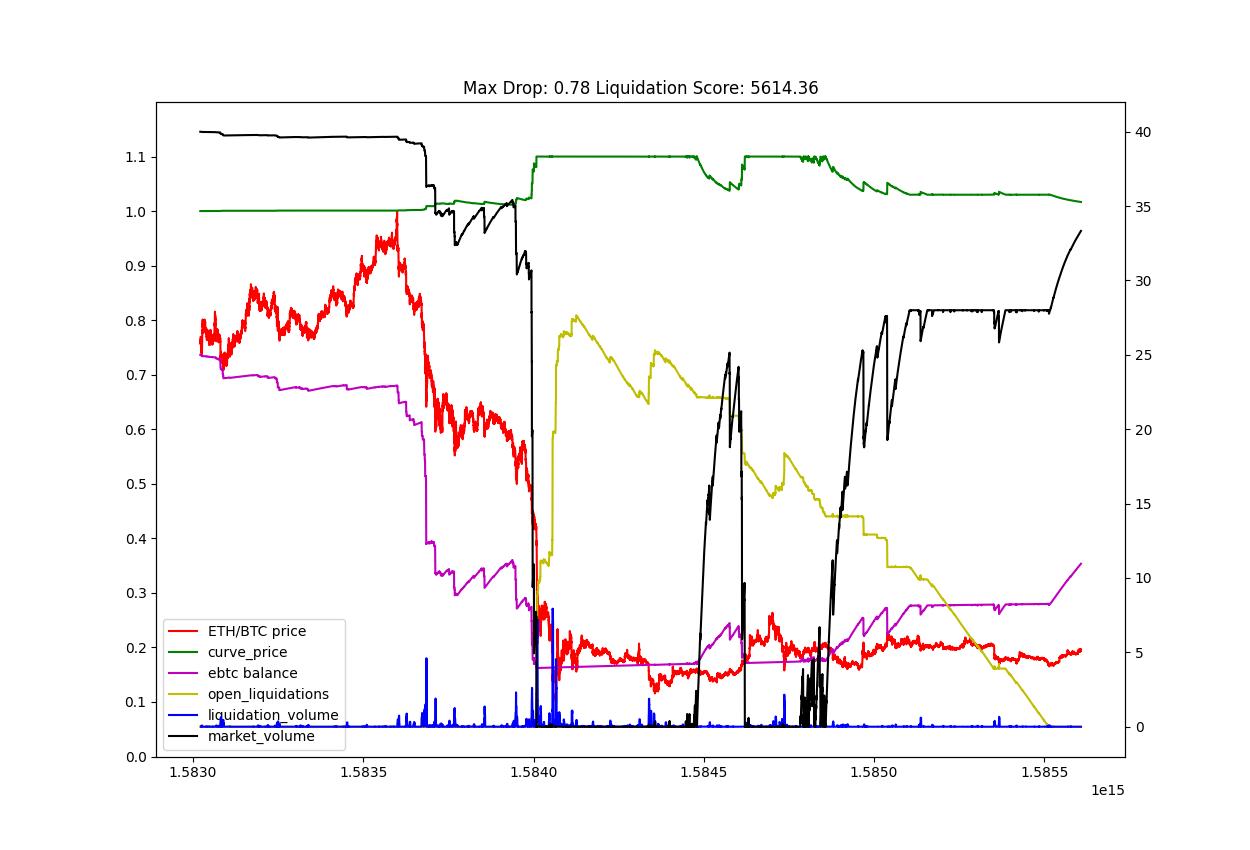 Max Drop: 0.78 Liquidation Score: 5614.36
1.1
1.0
0.9
0.8
0.7
0.6
0.5
0.4
0.3
0.2
0.1
0.0
40
35
30
25
20
15
10
5
0
ETH/BTC price
curve_price
ebtc balance
open_liquidations
liquidation_volume
market_volume
1.5830 1.5835 1.5840 1.5845 1.5850 1.5855
1e15